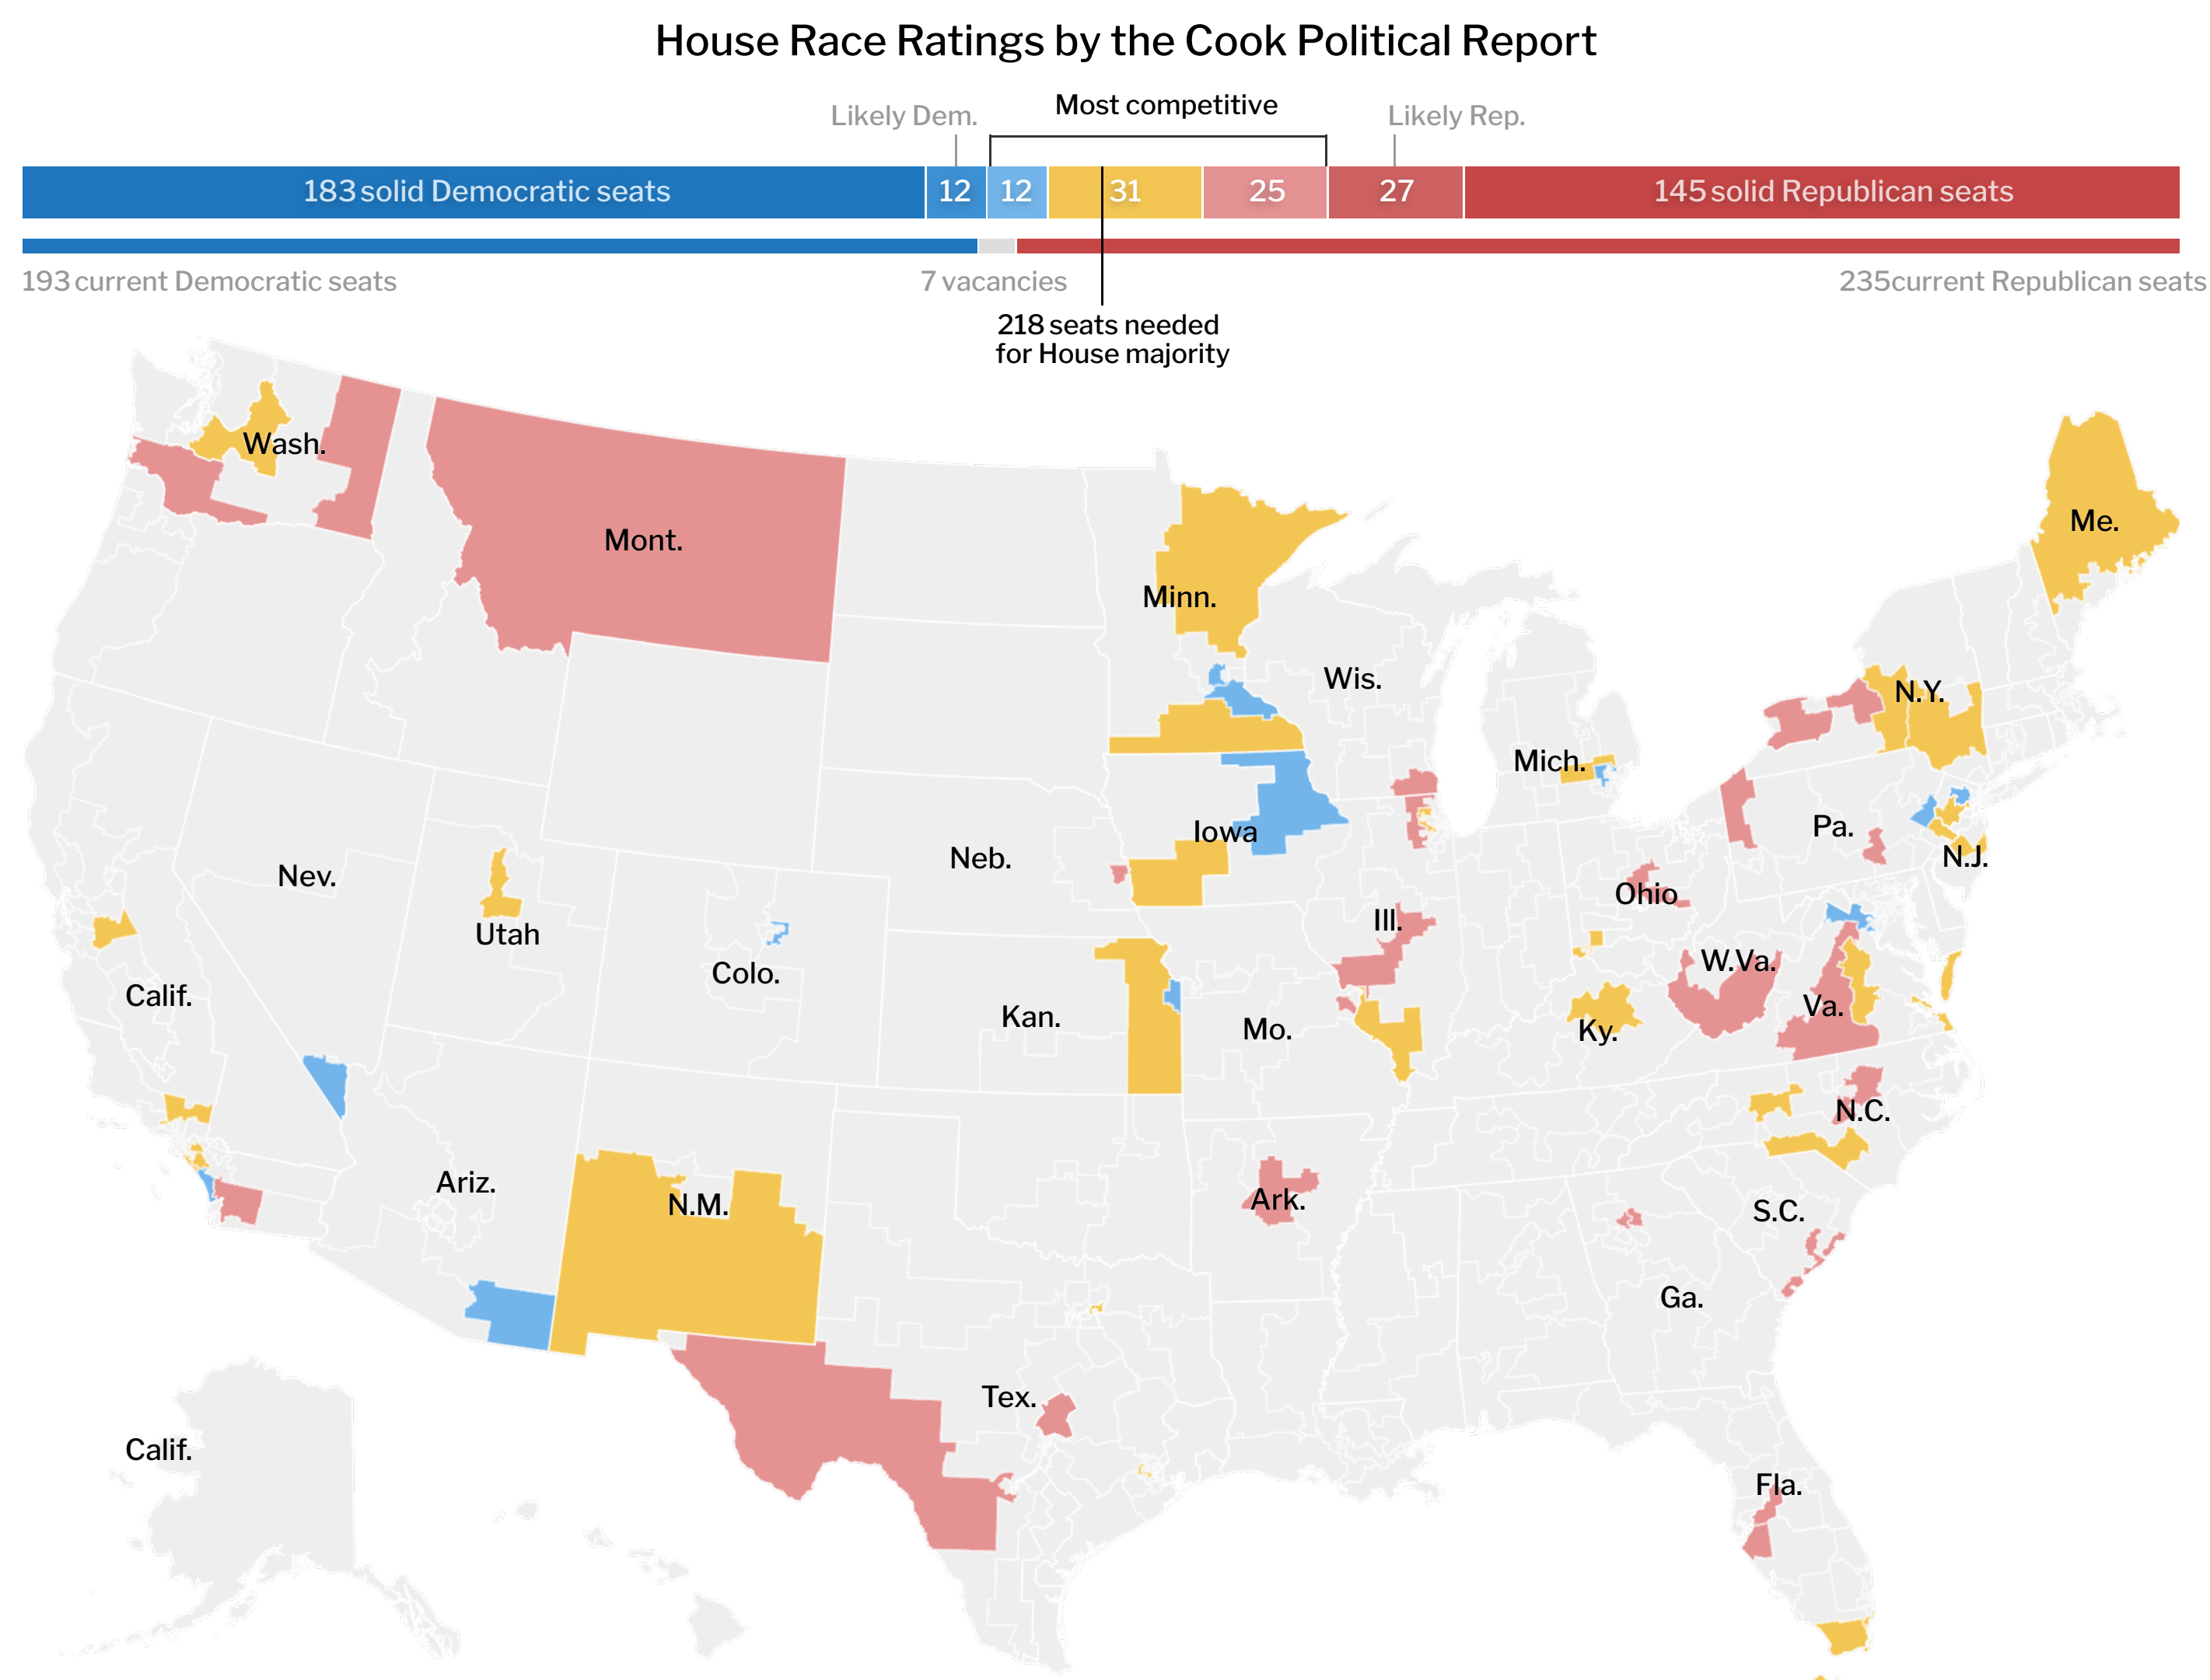 House Race Ratings by the Cook Political Report
Most competitive
Likely Dem.
Likely Rep.
183 solid Democratic seats
12
12
31
25
27
145 solid Republican seats
193 current Democratic seats
7 vacancies
235current Republican seats
218 seats needed
for House majority
Wash.
Mont.
Me.
Minn.
Wis.
N.Y.
Mich.
Iowa
Pa.
Neb.
N.J.
Nev.
Ohio
Utah
Ill.
Colo.
W.Va.
Calif.
Kan.
Mo.
Va.
Ky.
N.C.
Ariz.
N.M.
Ark.
S.C.
Ga.
Tex.
Calif.
Fla.